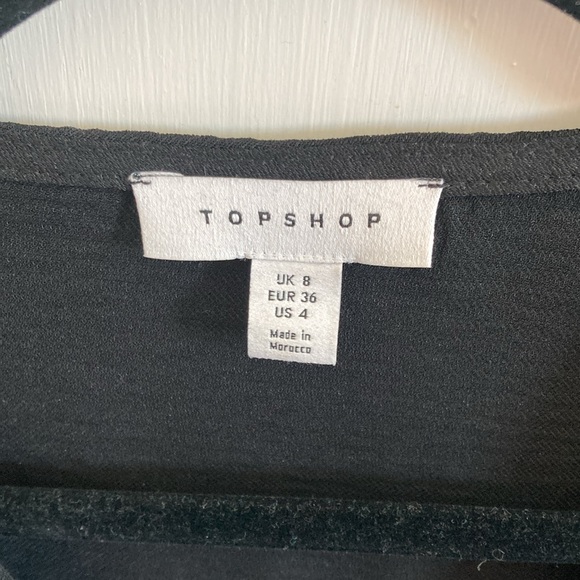 TOPSHOP
UK 8
EUR 36
US 4
Made in
Morocco